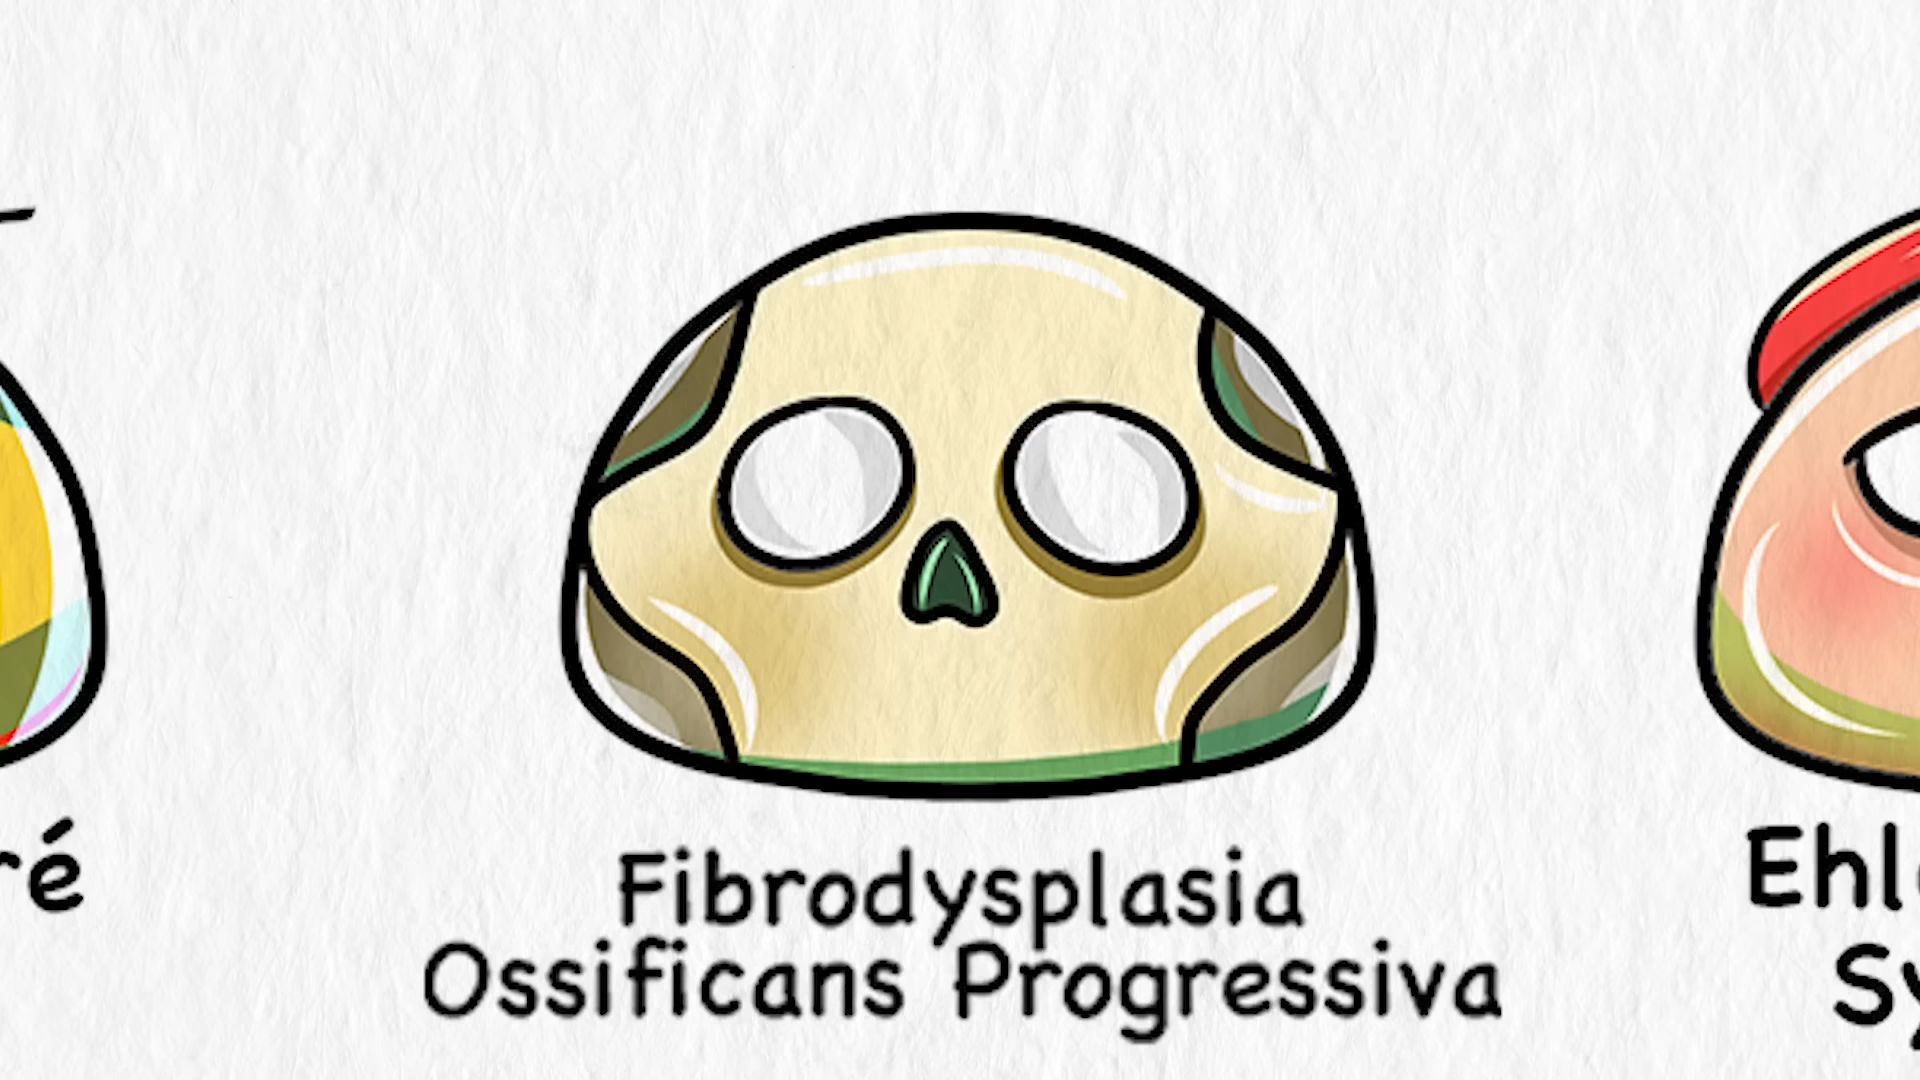 ré
Fibrodysplasia
Ossificans Progressiva
Ehl
Sy